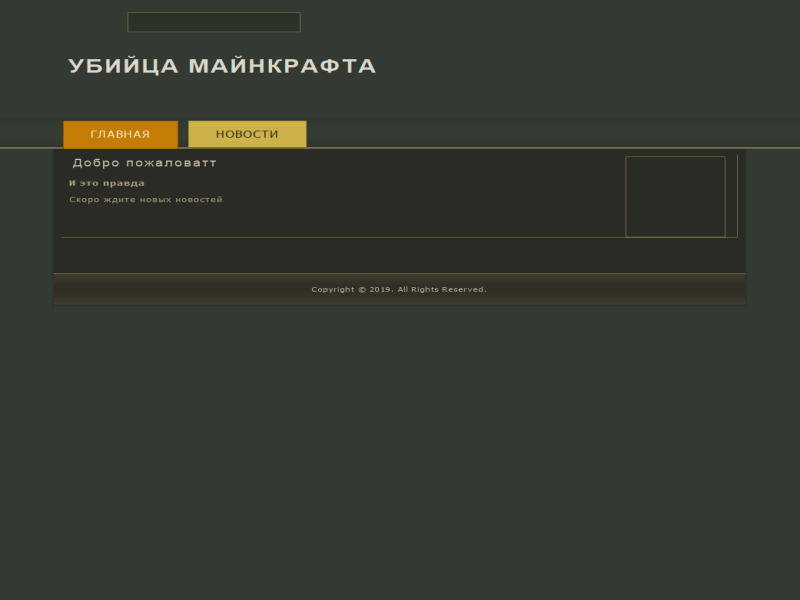 УБИЙЦА МАЙНКРАФТА
ГЛАВНАЯ
НОВОСТИ
Добро пожаловатт
И это правда
Скоро ждите новых новостей
Copyright © 2019. All Rights Reserved.